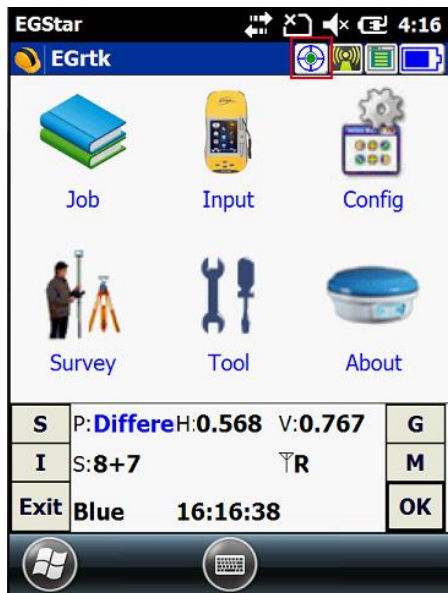 EGStar 4:16
EGrtk
Job Input Config
Survey Tool About
S P:Differe H:0.568 V:0.767 G
I S:8+7 R M
Exit Blue 16:16:38 OK